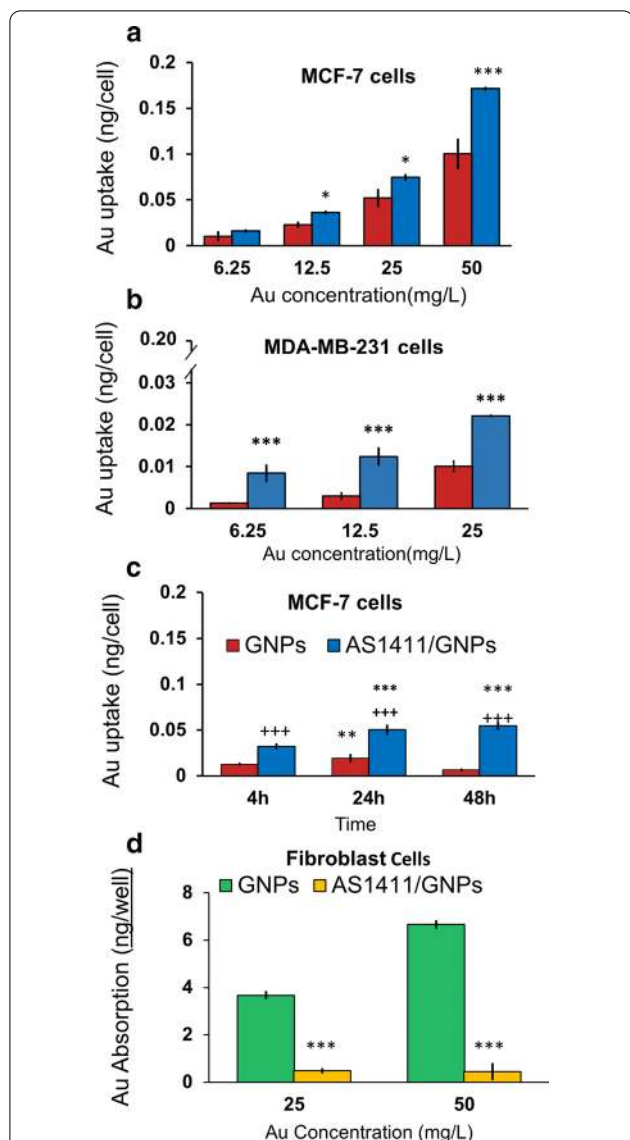 a
MCF-7 cells
Au uptake (ng/cell)
0.2
0.15
0.1
0.05
0
*
*
***
6.25 12.5 25 50
Au concentration(mg/L)
b
MDA-MB-231 cells
Au uptake (ng/cell)
0.20
0.03
0.02
0.01
0
*** *** ***
6.25 12.5 25
Au concentration(mg/L)
c
MCF-7 cells
GNPs AS1411/GNPs
Au uptake (ng/cell)
0.2
0.15
0.1
0.05
0
*** ***
+++ ** +++ +++
4h 24h 48h
Time
d
Fibroblast Cells
GNPs AS1411/GNPs
Au Absorption (ng/well)
8
6
4
2
0
*** ***
25 50
Au Concentration (mg/L)